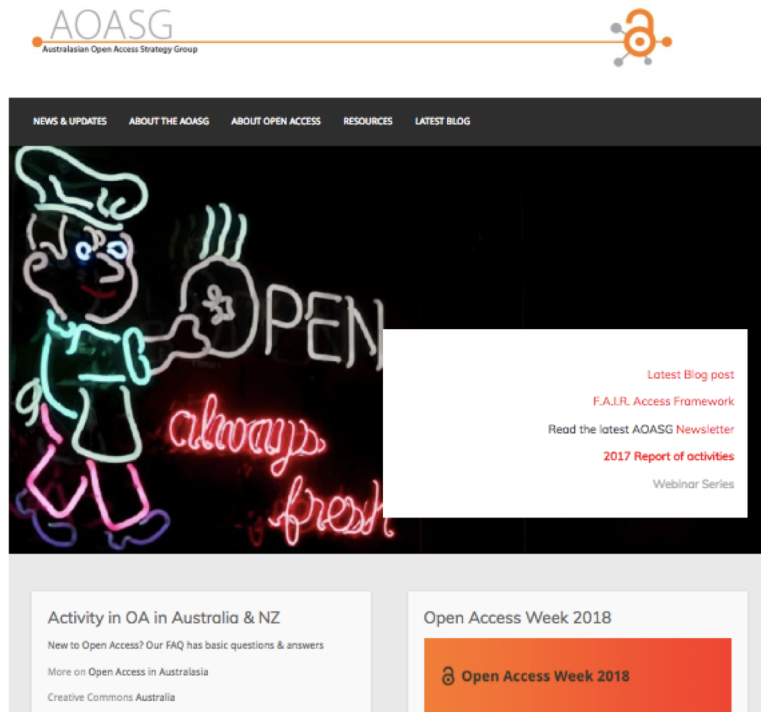 AOASG
Australasian Open Access Strategy Group
NEWS & UPDATES ABOUT THE AOASG ABOUT OPEN ACCESS RESOURCES LATEST BLOG
OPEN
always
fresh
Latest Blog post
F.A.I.R. Access Framework
Read the latest AOASG Newsletter
2017 Report of activities
Webinar Series
Activity in OA in Australia & NZ
New to Open Access? Our FAQ has basic questions & answers
More on Open Access in Australasia
Creative Commons Australia
Open Access Week 2018
Open Access Week 2018